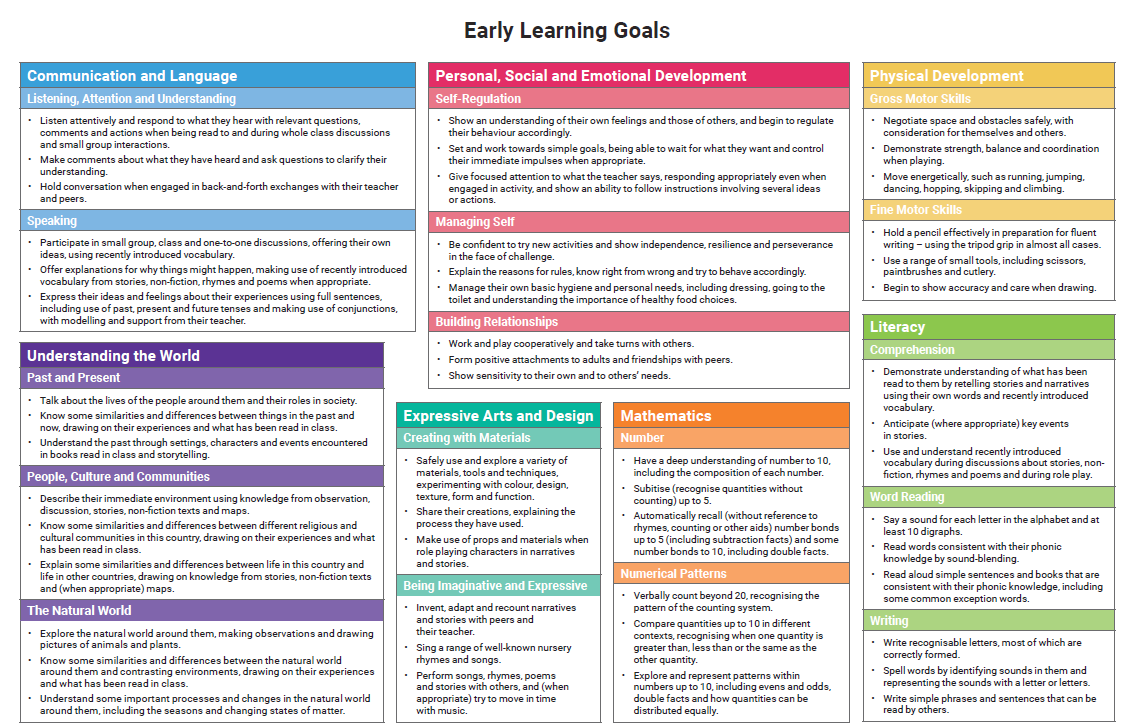 Early Learning Goals
Communication and Language
Listening, Attention and Understanding
• Listen attentively and respond to what they hear with relevant questions,
comments and actions when being read to and during whole class discussions
and small group interactions.
• Make comments about what they have heard and ask questions to clarify their
understanding.
• Hold conversation when engaged in back-and-forth exchanges with their teacher
and peers.
Speaking
• Participate in small group, class and one-to-one discussions, offering their own
ideas, using recently introduced vocabulary.
• Offer explanations for why things might happen, making use of recently introduced
vocabulary from stories, non-fiction, rhymes and poems when appropriate.
• Express their ideas and feelings about their experiences using full sentences,
including use of past, present and future tenses and making use of conjunctions,
with modelling and support from their teacher.
Personal, Social and Emotional Development
Self-Regulation
• Show an understanding of their own feelings and those of others, and begin to regulate
their behaviour accordingly.
• Set and work towards simple goals, being able to wait for what they want and control
their immediate impulses when appropriate.
• Give focused attention to what the teacher says, responding appropriately even when
engaged in activity, and show an ability to follow instructions involving several ideas
or actions.
Managing Self
• Be confident to try new activities and show independence, resilience and perseverance
in the face of challenge.
• Explain the reasons for rules, know right from wrong and try to behave accordingly.
• Manage their own basic hygiene and personal needs, including dressing, going to the
toilet and understanding the importance of healthy food choices.
Building Relationships
• Work and play cooperatively and take turns with others.
• Form positive attachments to adults and friendships with peers.
• Show sensitivity to their own and to others' needs.
Physical Development
Gross Motor Skills
• Negotiate space and obstacles safely, with
consideration for themselves and others.
• Demonstrate strength, balance and coordination
when playing.
• Move energetically, such as running, jumping,
dancing, hopping, skipping and climbing.
Fine Motor Skills
• Hold a pencil effectively in preparation for fluent
writing – using the tripod grip in almost all cases.
• Use a range of small tools, including scissors,
paintbrushes and cutlery.
• Begin to show accuracy and care when drawing.
Understanding the World
Past and Present
• Talk about the lives of the people around them and their roles in society.
• Know some similarities and differences between things in the past and
now, drawing on their experiences and what has been read in class.
• Understand the past through settings, characters and events encountered
in books read in class and storytelling.
People, Culture and Communities
• Describe their immediate environment using knowledge from observation,
discussion, stories, non-fiction texts and maps.
• Know some similarities and differences between different religious and
cultural communities in this country, drawing on their experiences and what
has been read in class.
• Explain some similarities and differences between life in this country and
life in other countries, drawing on knowledge from stories, non-fiction texts
and (when appropriate) maps.
The Natural World
• Explore the natural world around them, making observations and drawing
pictures of animals and plants.
• Know some similarities and differences between the natural world
around them and contrasting environments, drawing on their experiences
and what has been read in class.
• Understand some important processes and changes in the natural world
around them, including the seasons and changing states of matter.
Expressive Arts and Design
Creating with Materials
• Safely use and explore a variety of
materials, tools and techniques,
experimenting with colour, design,
texture, form and function.
• Share their creations, explaining the
process they have used.
• Make use of props and materials when
role playing characters in narratives
and stories.
Being Imaginative and Expressive
• Invent, adapt and recount narratives
and stories with peers and
their teacher.
• Sing a range of well-known nursery
rhymes and songs.
• Perform songs, rhymes, poems
and stories with others, and (when
appropriate) try to move in time
with music.
Mathematics
Number
• Have a deep understanding of number to 10,
including the composition of each number.
• Subitise (recognise quantities without
counting) up to 5.
• Automatically recall (without reference to
rhymes, counting or other aids) number bonds
up to 5 (including subtraction facts) and some
number bonds to 10, including double facts.
Numerical Patterns
• Verbally count beyond 20, recognising the
pattern of the counting system.
• Compare quantities up to 10 in different
contexts, recognising when one quantity is
greater than, less than or the same as the
other quantity.
• Explore and represent patterns within
numbers up to 10, including evens and odds,
double facts and how quantities can be
distributed equally.
Literacy
Comprehension
• Demonstrate understanding of what has been
read to them by retelling stories and narratives
using their own words and recently introduced
vocabulary.
• Anticipate (where appropriate) key events
in stories.
• Use and understand recently introduced
vocabulary during discussions about stories, non-
fiction, rhymes and poems and during role play.
Word Reading
• Say a sound for each letter in the alphabet and at
least 10 digraphs.
• Read words consistent with their phonic
knowledge by sound-blending.
• Read aloud simple sentences and books that are
consistent with their phonic knowledge, including
some common exception words.
Writing
• Write recognisable letters, most of which are
correctly formed.
• Spell words by identifying sounds in them and
representing the sounds with a letter or letters.
• Write simple phrases and sentences that can be
read by others.